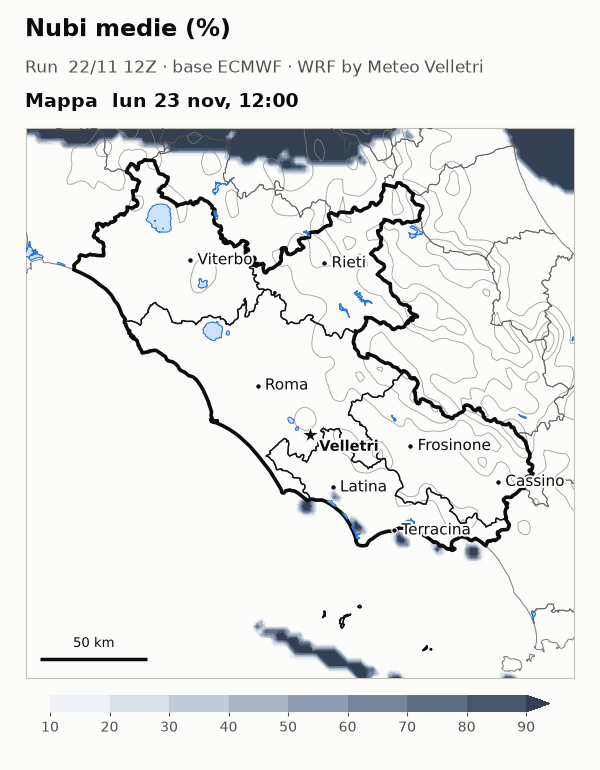 Nubi medie (%)
Run  22/11 12Z · base ECMWF · WRF by Meteo Velletri
Mappa  lun 23 nov, 12:00
Viterbo
Rieti
Roma
Velletri
Frosinone
Cassino
Latina
Terracina
50 km
10 20 30 40 50 60 70 80 90